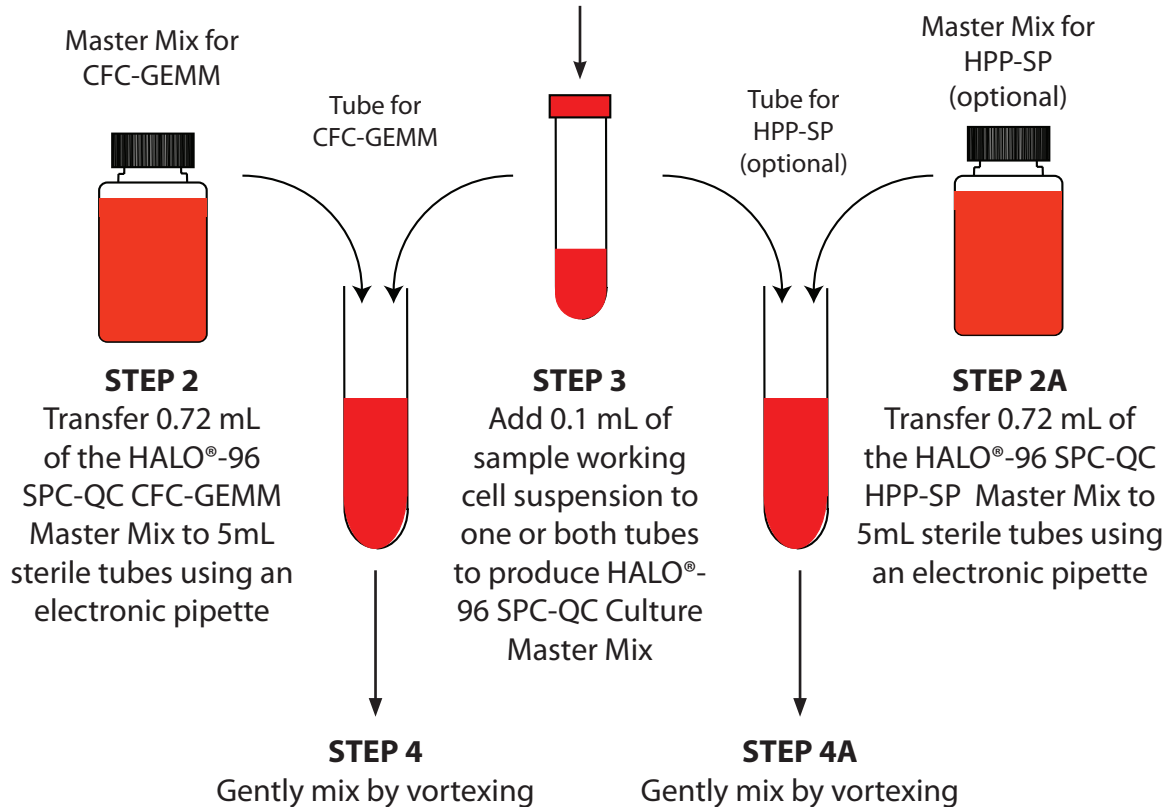 Master Mix for
CFC-GEMM
Tube for
CFC-GEMM
Tube for
HPP-SP
(optional)
Master Mix for
HPP-SP
(optional)
STEP 2
Transfer 0.72 mL
of the HALO®-96
SPC-QC CFC-GEMM
Master Mix to 5mL
sterile tubes using an
electronic pipette
STEP 3
Add 0.1 mL of
sample working
cell suspension to
one or both tubes
to produce HALO®-
96 SPC-QC Culture
Master Mix
STEP 2A
Transfer 0.72 mL of
the HALO®-96 SPC-QC
HPP-SP Master Mix to
5mL sterile tubes using
an electronic pipette
STEP 4
Gently mix by vortexing
STEP 4A
Gently mix by vortexing